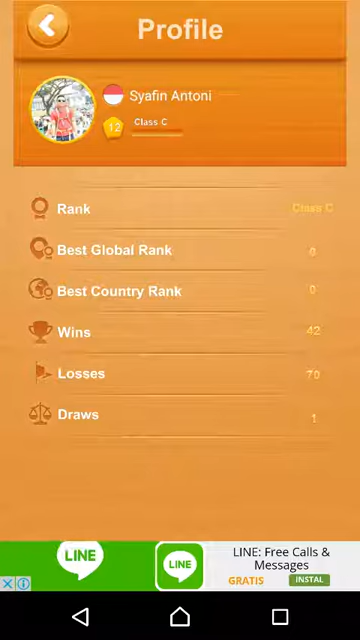 Profile
Syafin Antoni
12
Class C
Rank
Class C
Best Global Rank
0
Best Country Rank
0
Wins
42
Losses
70
Draws
1
LINE
LINE
LINE: Free Calls &
Messages
GRATIS
INSTAL